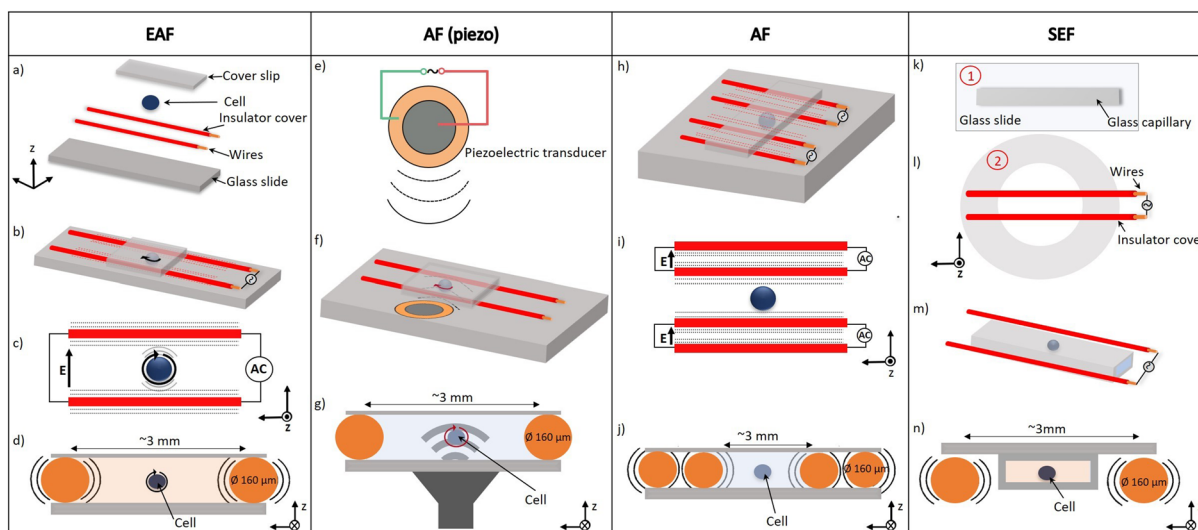 EAF
AF (piezo)
AF
SEF
a)
Cover slip
Cell
Insulator cover
Wires
Glass slide
z
b)
c)
E
AC
z
d)
~3 mm
Ø 160 µm
Cell
z
e)
Piezoelectric transducer
f)
g)
~3 mm
Ø 160 µm
Cell
z
h)
i)
E
AC
E
AC
z
j)
~3 mm
Ø 160 µm
Cell
z
k)
1
Glass slide
Glass capillary
l)
2
Wires
Insulator cove
z
m)
n)
~3mm
Ø 160 µm
Cell
z